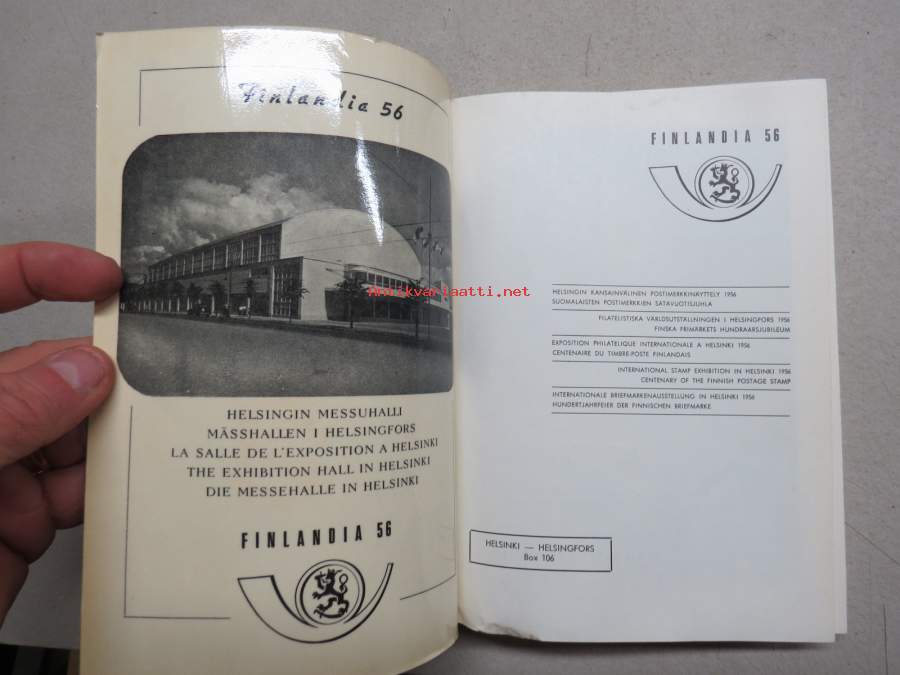 Finlandia 56
HELSINGIN MESSUHALLI
MÄSSHALLEN I HELSINGFORS
LA SALLE DE L'EXPOSITION A HELSINKI
THE EXHIBITION HALL IN HELSINKI
DIE MESSEHALLE IN HELSINKI
FINLANDIA 56
FINLANDIA 56
HELSINGIN KANSAINVÄLINEN POSTIMERKKINÄYTTELY 1956
SUOMALAISTEN POSTIMERKKIEN SATAVUOTISJUHLA
FILATELISTISKA VÄRLDSUTSTÄLLNINGEN I HELSINGFORS 1956
FINSKA FRIMÄRKETS HUNDRAÅRSJUBILEUM
EXPOSITION PHILATELIQUE INTERNATIONALE A HELSINKI 1956
CENTENAIRE DU TIMBRE-POSTE FINLANDAIS
INTERNATIONAL STAMP EXHIBITION IN HELSINKI 1956
CENTENARY OF THE FINNISH POSTAGE STAMP
INTERNATIONALE BRIEFMARKENAUSSTELLUNG IN HELSINKI 1956
HUNDERTJAHRFEIER DER FINNISCHEN BRIEFMARKE
HELSINKI — HELSINGFORS
Box 106
Antikvariaatti.net